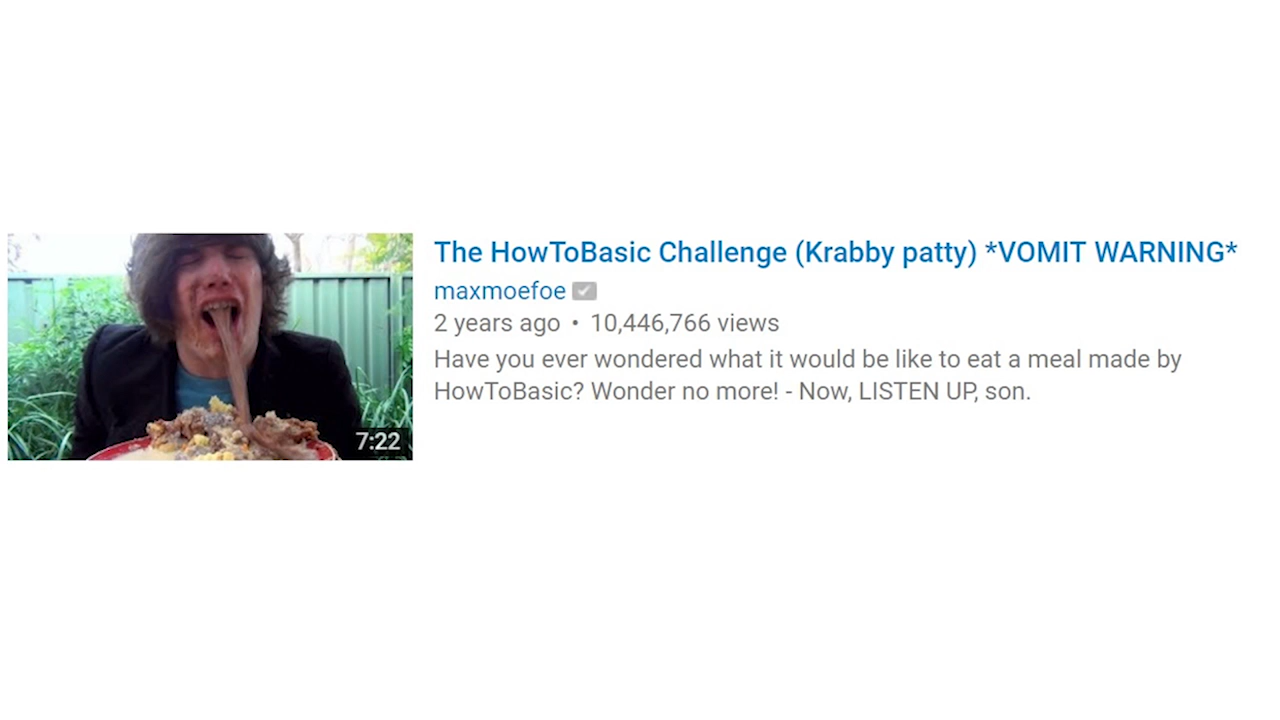 The HowToBasic Challenge (Krabby patty) *VOMIT WARNING*
maxmoefoe
2 years ago • 10,446,766 views
Have you ever wondered what it would be like to eat a meal made by
HowToBasic? Wonder no more! - Now, LISTEN UP, son.
7:22